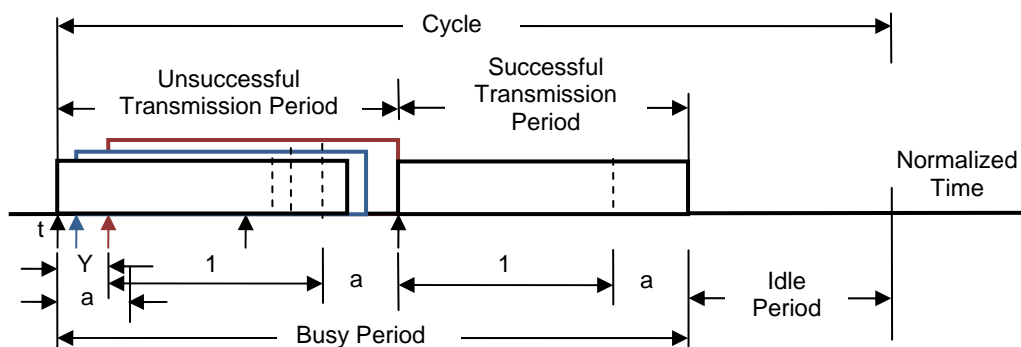 Cycle
Unsuccessful
Transmission Period
Successful
Transmission
Period
Normalized
Time
t
Y
1
a
1
a
a
Idle
Period
Busy Period